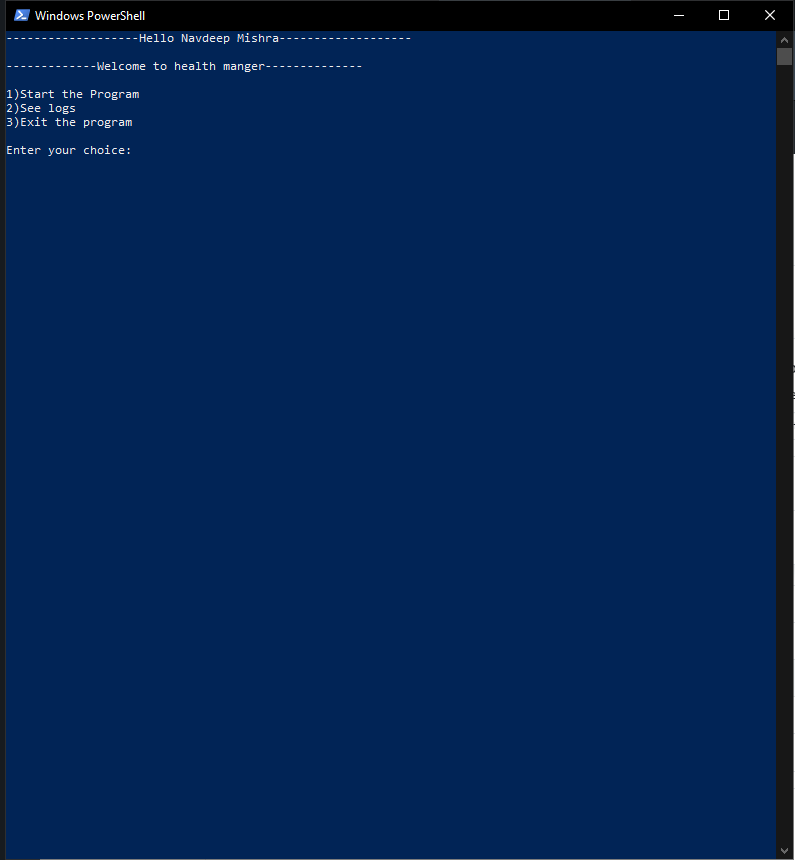 Windows PowerShell
-------------------Hello Navdeep Mishra-------------------
-------------Welcome to health manger--------------
1)Start the Program
2)See logs
3)Exit the program
Enter your choice: